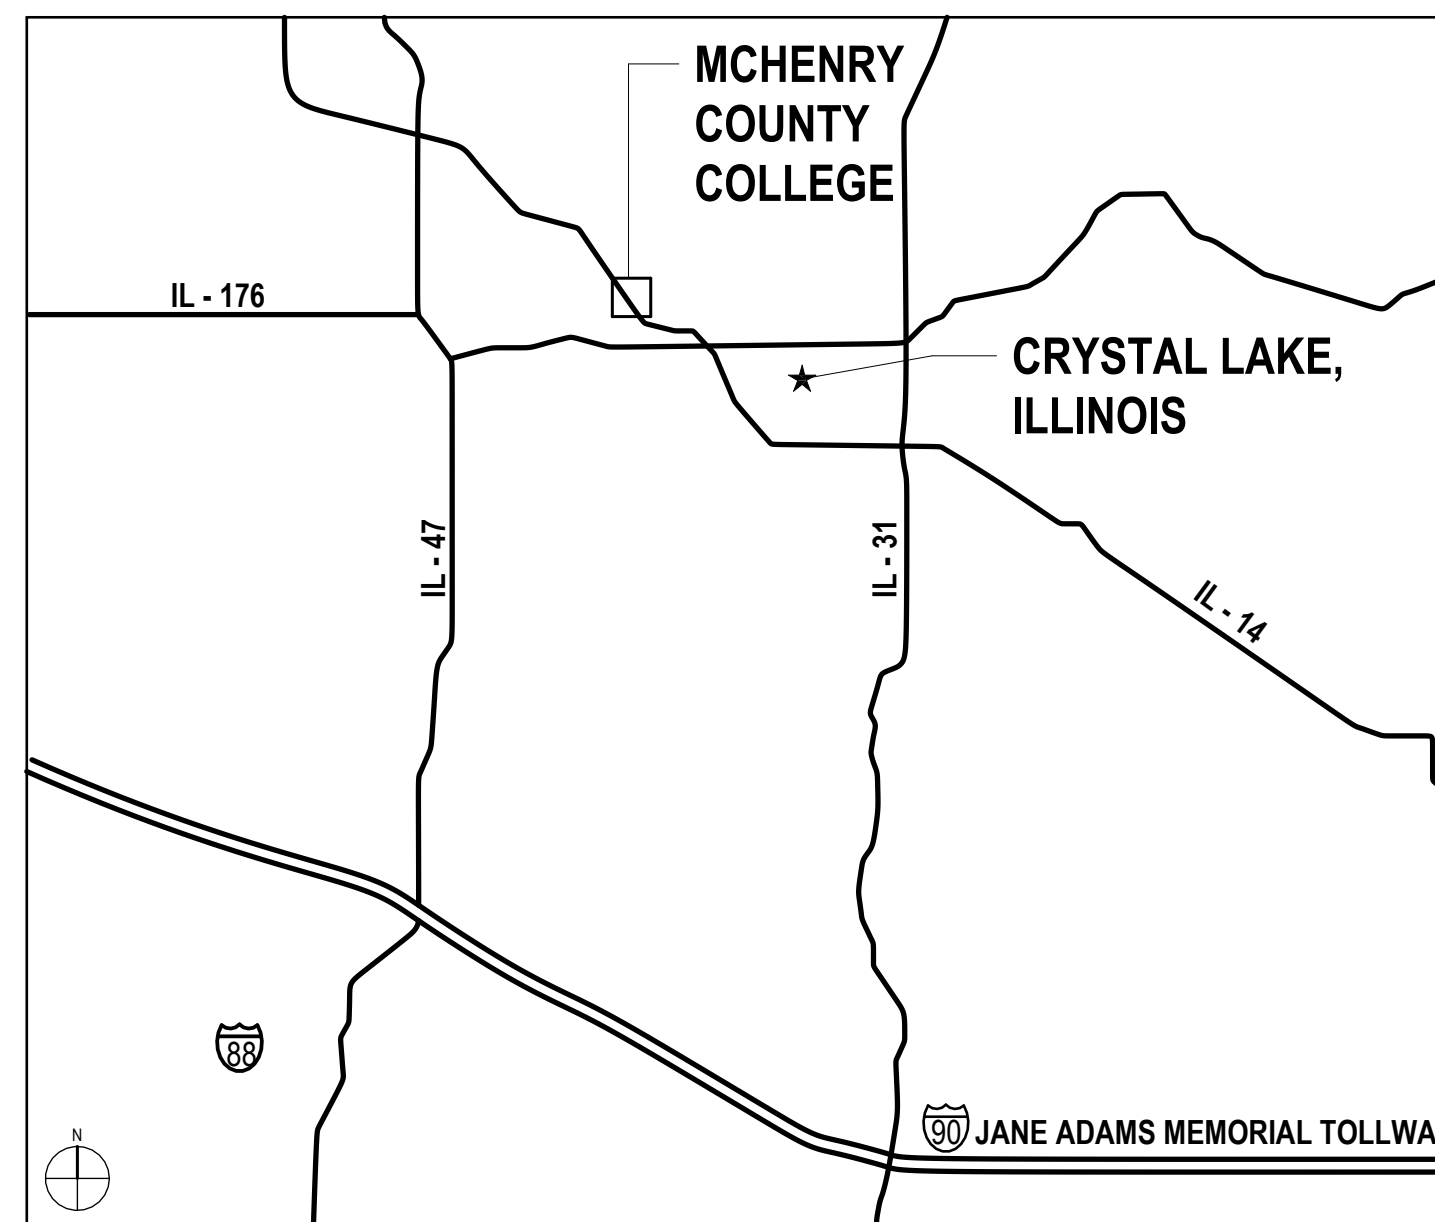 MCHENRY
COUNTY
COLLEGE
IL - 176
CRYSTAL LAKE,
ILLINOIS
IL - 47
IL - 31
IL - 14
88
90 JANE ADAMS MEMORIAL TOLLWA
N